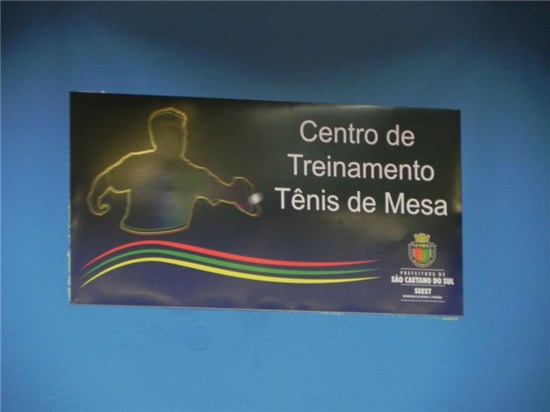 Centro de
Treinamento
Tênis de Mesa
PREFEITURA DE
SÃO CAETANO DO SUL
SEEST